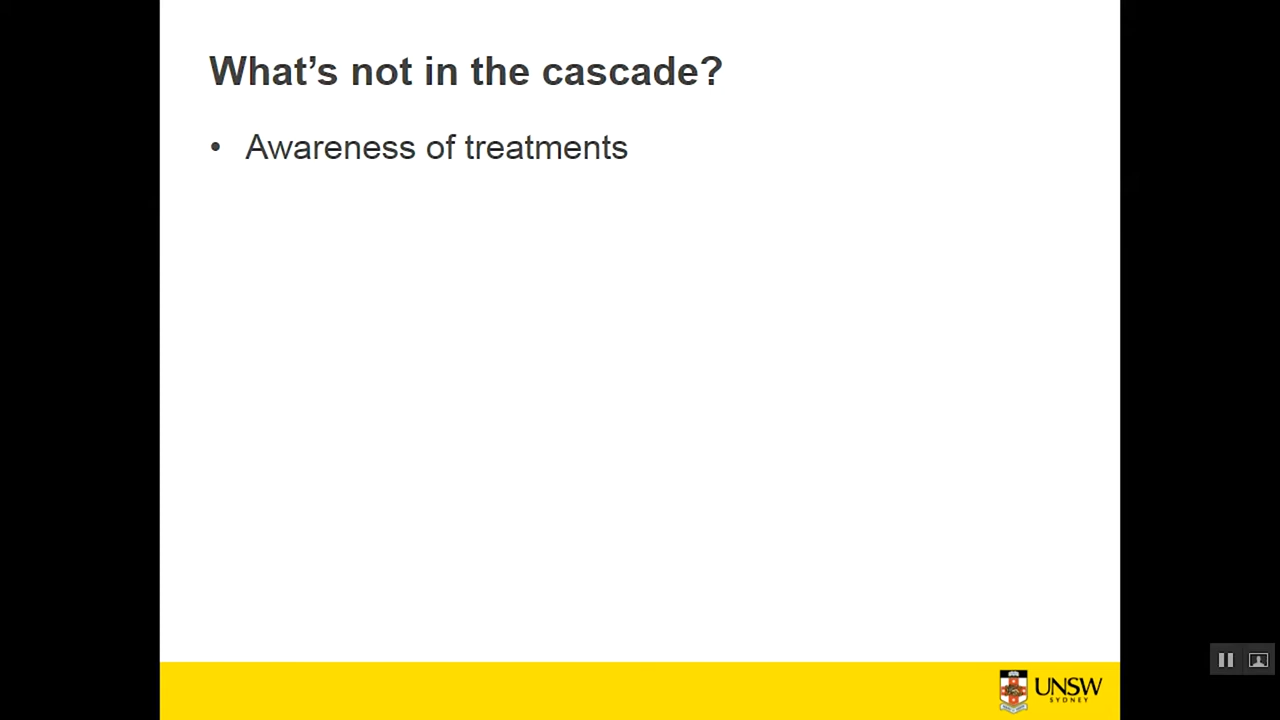 What's not in the cascade?
• Awareness of treatments
UNSW
SYDNEY